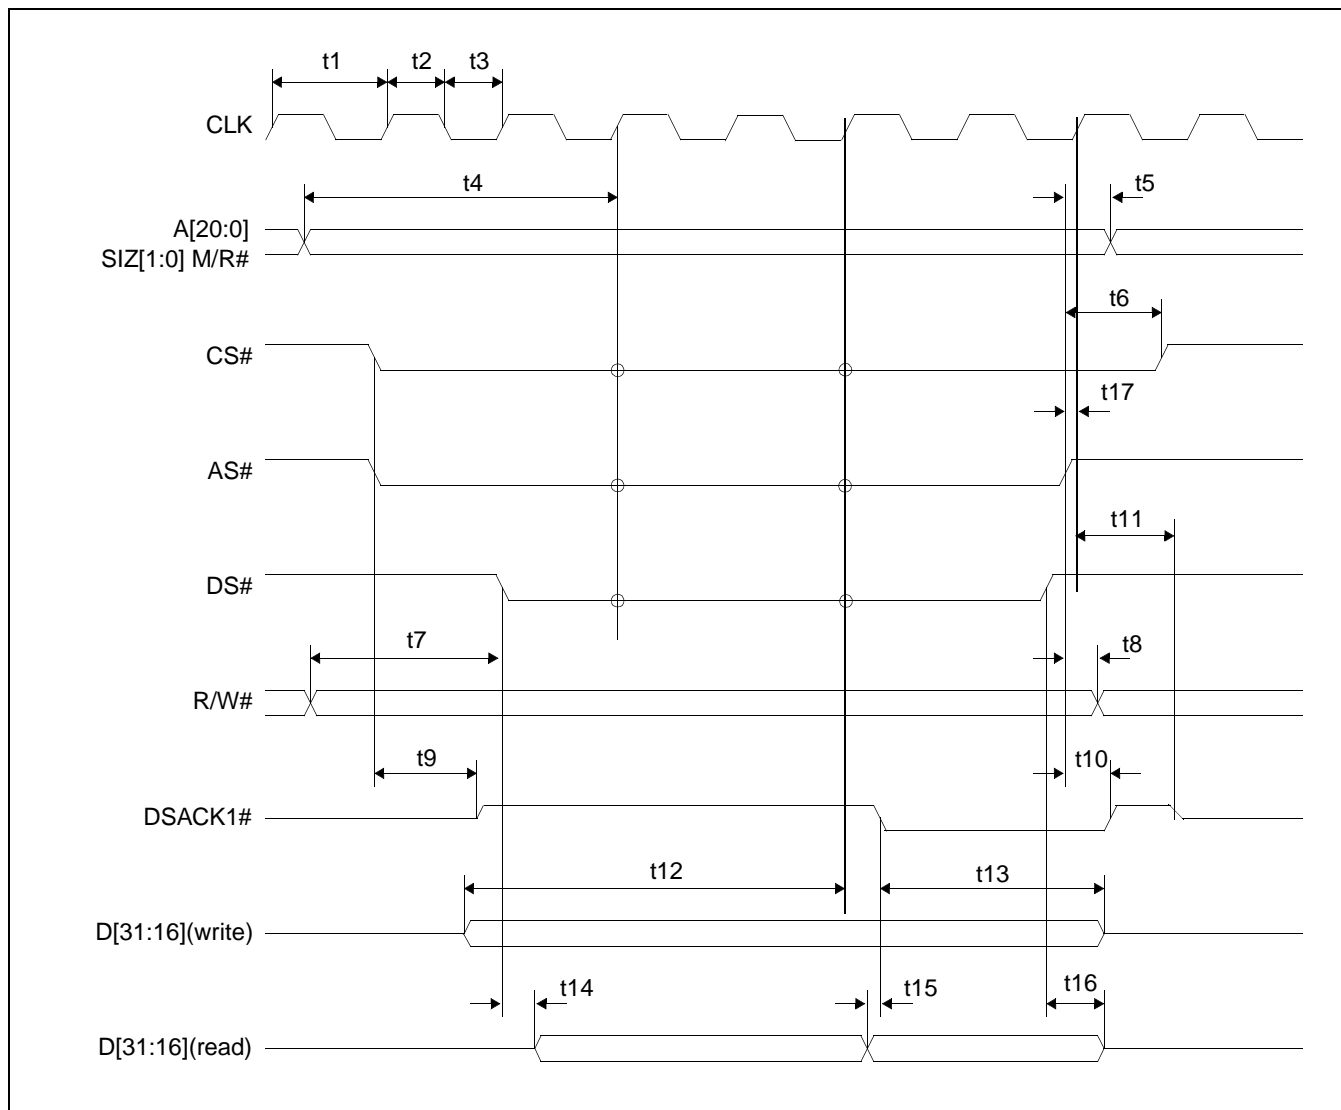 t1 t2 t3
CLK
t4 t5
A[20:0]
SIZ[1:0] M/R#
t6
CS#
t17
AS#
t11
DS#
t7 t8
R/W#
t9 t10
DSACK1#
t12 t13
D[31:16](write)
t14 t15 t16
D[31:16](read)